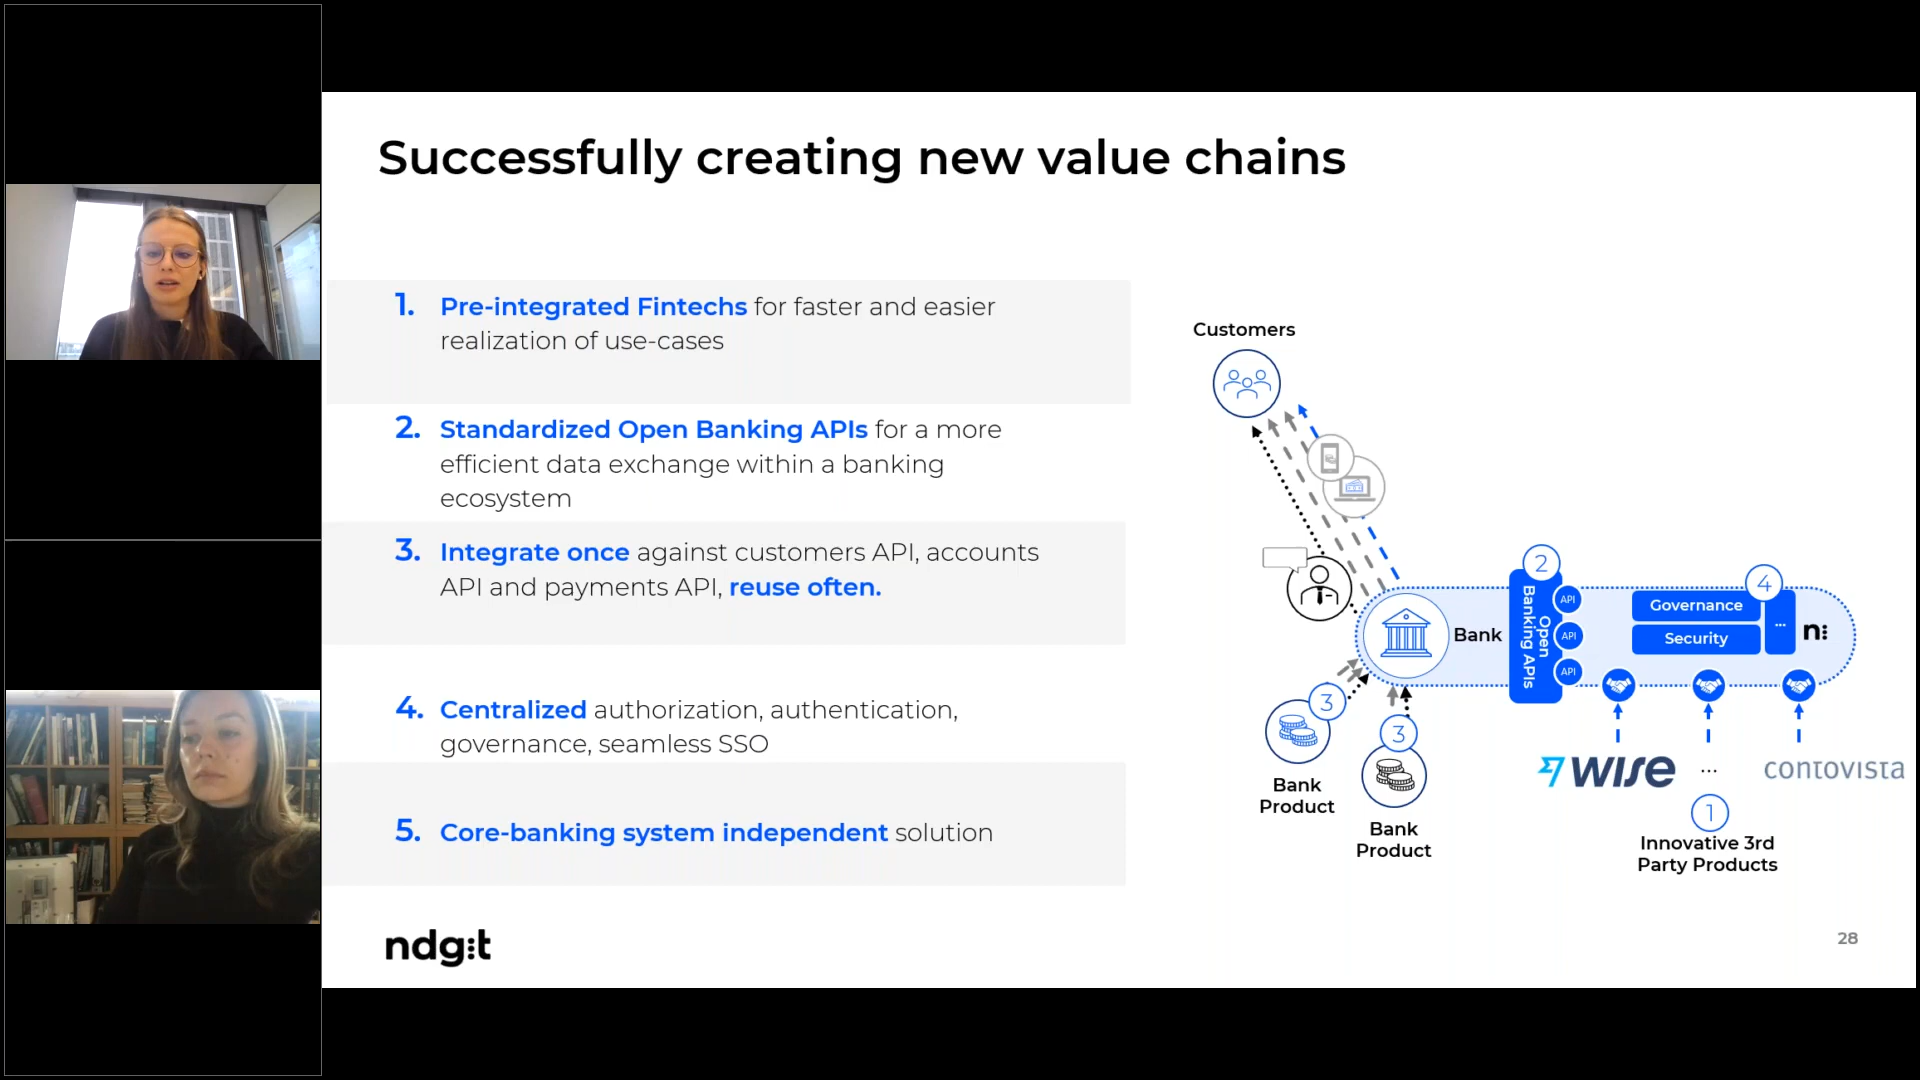 Successfully creating new value chains
1. Pre-integrated Fintechs for faster and easier
realization of use-cases
2. Standardized Open Banking APIs for a more
efficient data exchange within a banking
ecosystem
3. Integrate once against customers API, accounts
API and payments API, reuse often.
4. Centralized authorization, authentication,
governance, seamless SSO
5. Core-banking system independent solution
Customers
Bank
2
Open
Banking APIs
API
API
API
4
Governance
Security
...
n:
3
Bank
Product
3
Bank
Product
wise
...
contovista
1
Innovative 3rd
Party Products
ndgit
28